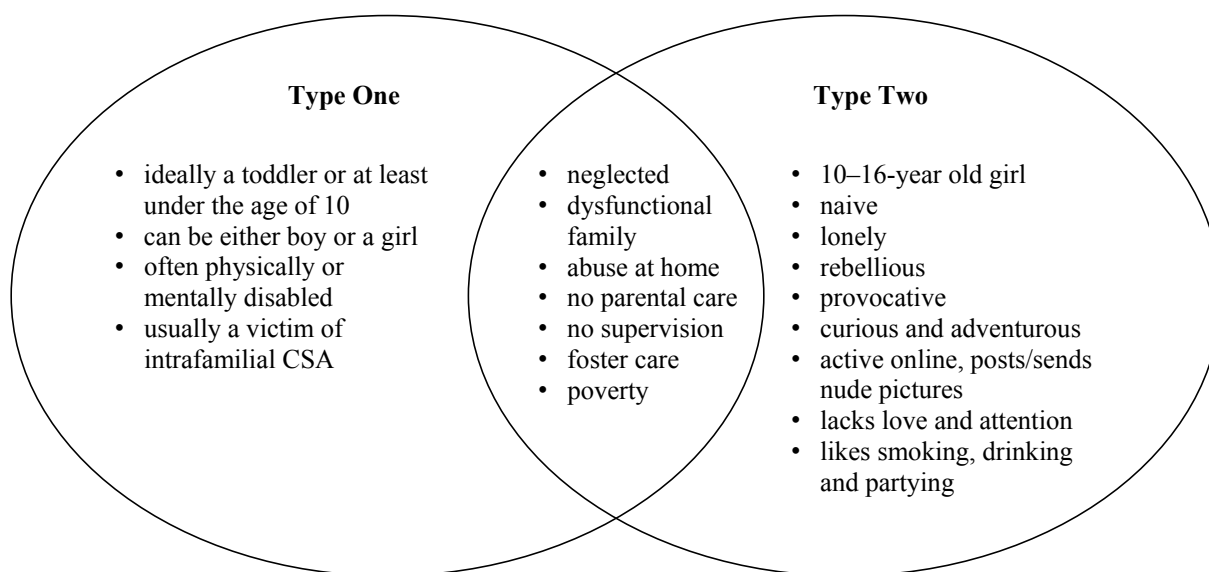 Type One
• ideally a toddler or at least
under the age of 10
• can be either boy or a girl
• often physically or
mentally disabled
• usually a victim of
intrafamilial CSA
• neglected
• dysfunctional
family
• abuse at home
• no parental care
• no supervision
• foster care
• poverty
Type Two
• 10–16-year old girl
• naive
• lonely
• rebellious
• provocative
• curious and adventurous
• active online, posts/sends
nude pictures
• lacks love and attention
• likes smoking, drinking
and partying